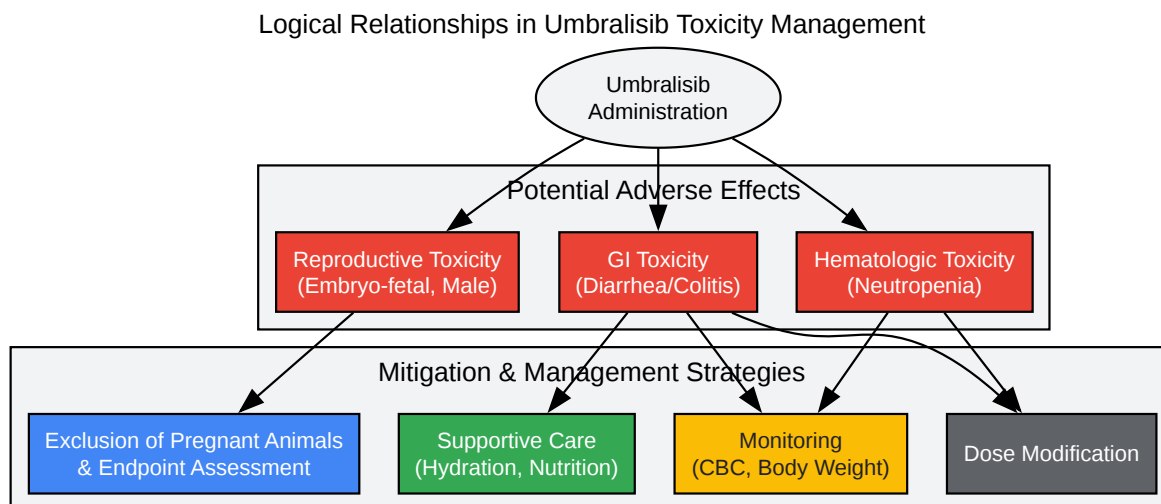 Logical Relationships in Umbralisib Toxicity Management
Umbralisib
Administration
Potential Adverse Effects
Reproductive Toxicity
(Embryo-fetal, Male)
GI Toxicity
(Diarrhea/Colitis)
Hematologic Toxicity
(Neutropenia)
Mitigation & Management Strategies
Exclusion of Pregnant Animals
& Endpoint Assessment
Supportive Care
(Hydration, Nutrition)
Monitoring
(CBC, Body Weight)
Dose Modification